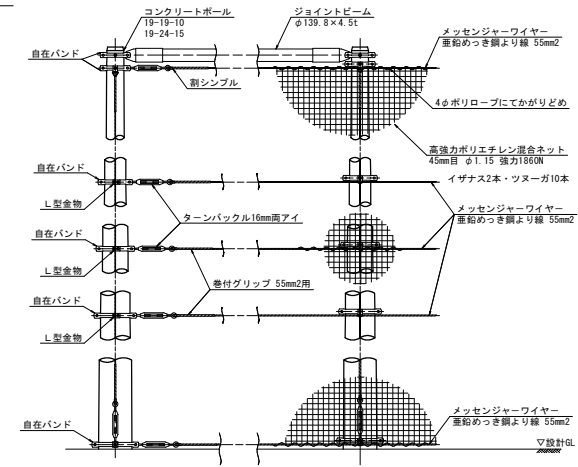 コンクリートポール
19-19-10
19-24-15
ジョイントビーム
φ139.8×4.5t
メッセンジャーワイヤー
亜鉛めっき鋼より線 55mm2
自在バンド
割シンブル
4φポリロープにてかがりどめ
高強力ポリエチレン混合ネット
45mm目 φ1.15 強力1860N
イザナス2本・ツヌーガ10本
自在バンド
L型金物
ターンバックル16mm両アイ
メッセンジャーワイヤー
亜鉛めっき鋼より線 55mm2
自在バンド
L型金物
巻付グリップ 55mm2用
自在バンド
L型金物
メッセンジャーワイヤー
亜鉛めっき鋼より線 55mm2
自在バンド
▽設計GL